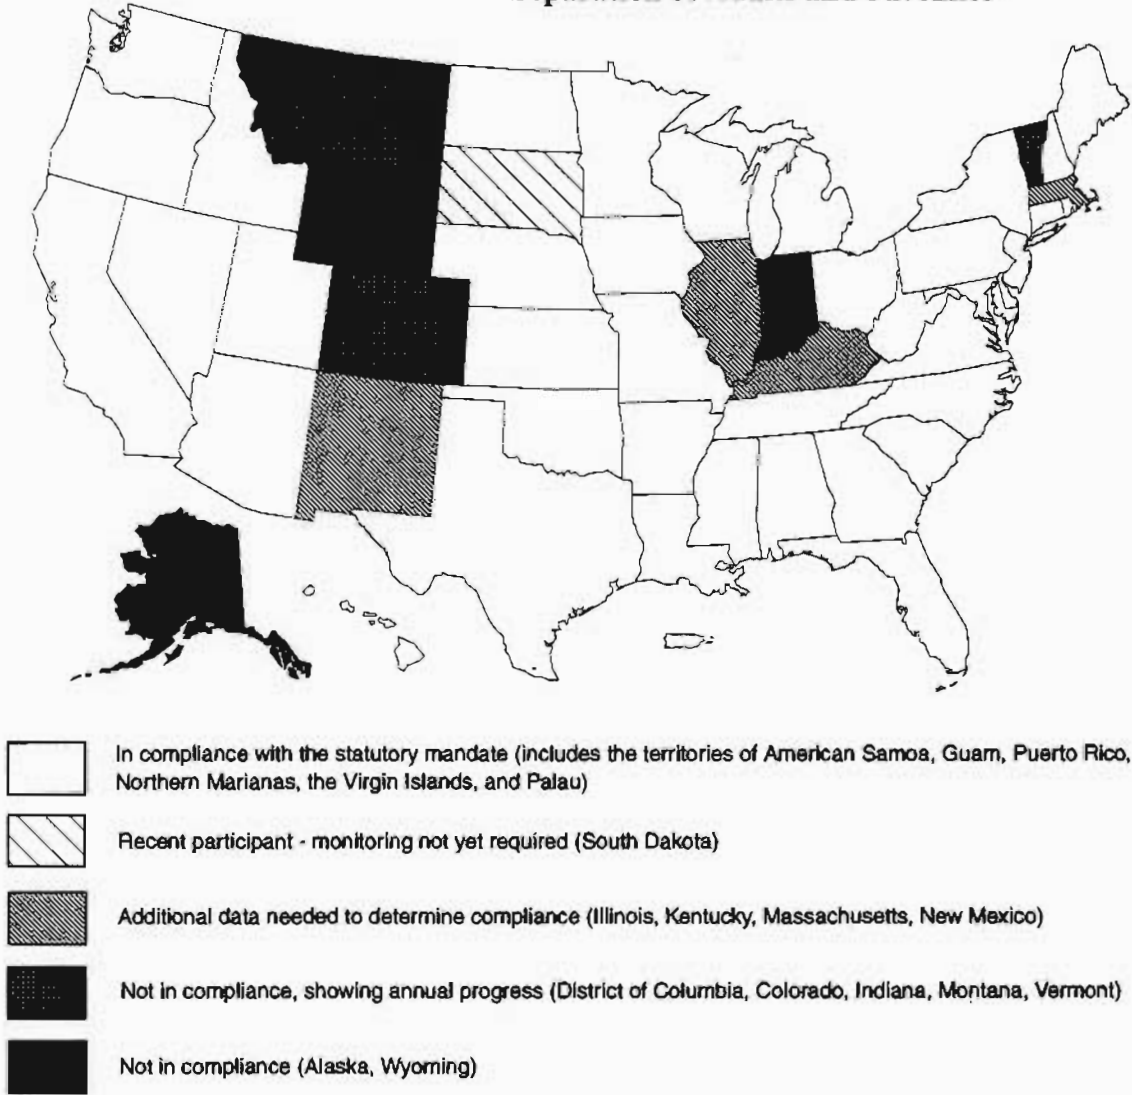 In compliance with the statutory mandate (includes the territories of American Samoa, Guam, Puerto Rico,
Northern Marianas, the Virgin Islands, and Palau)
Recent participant - monitoring not yet required (South Dakota)
Additional data needed to determine compliance (Illinois, Kentucky, Massachusetts, New Mexico)
Not in compliance, showing annual progress (District of Columbia, Colorado, Indiana, Montana, Vermont)
Not in compliance (Alaska, Wyoming)